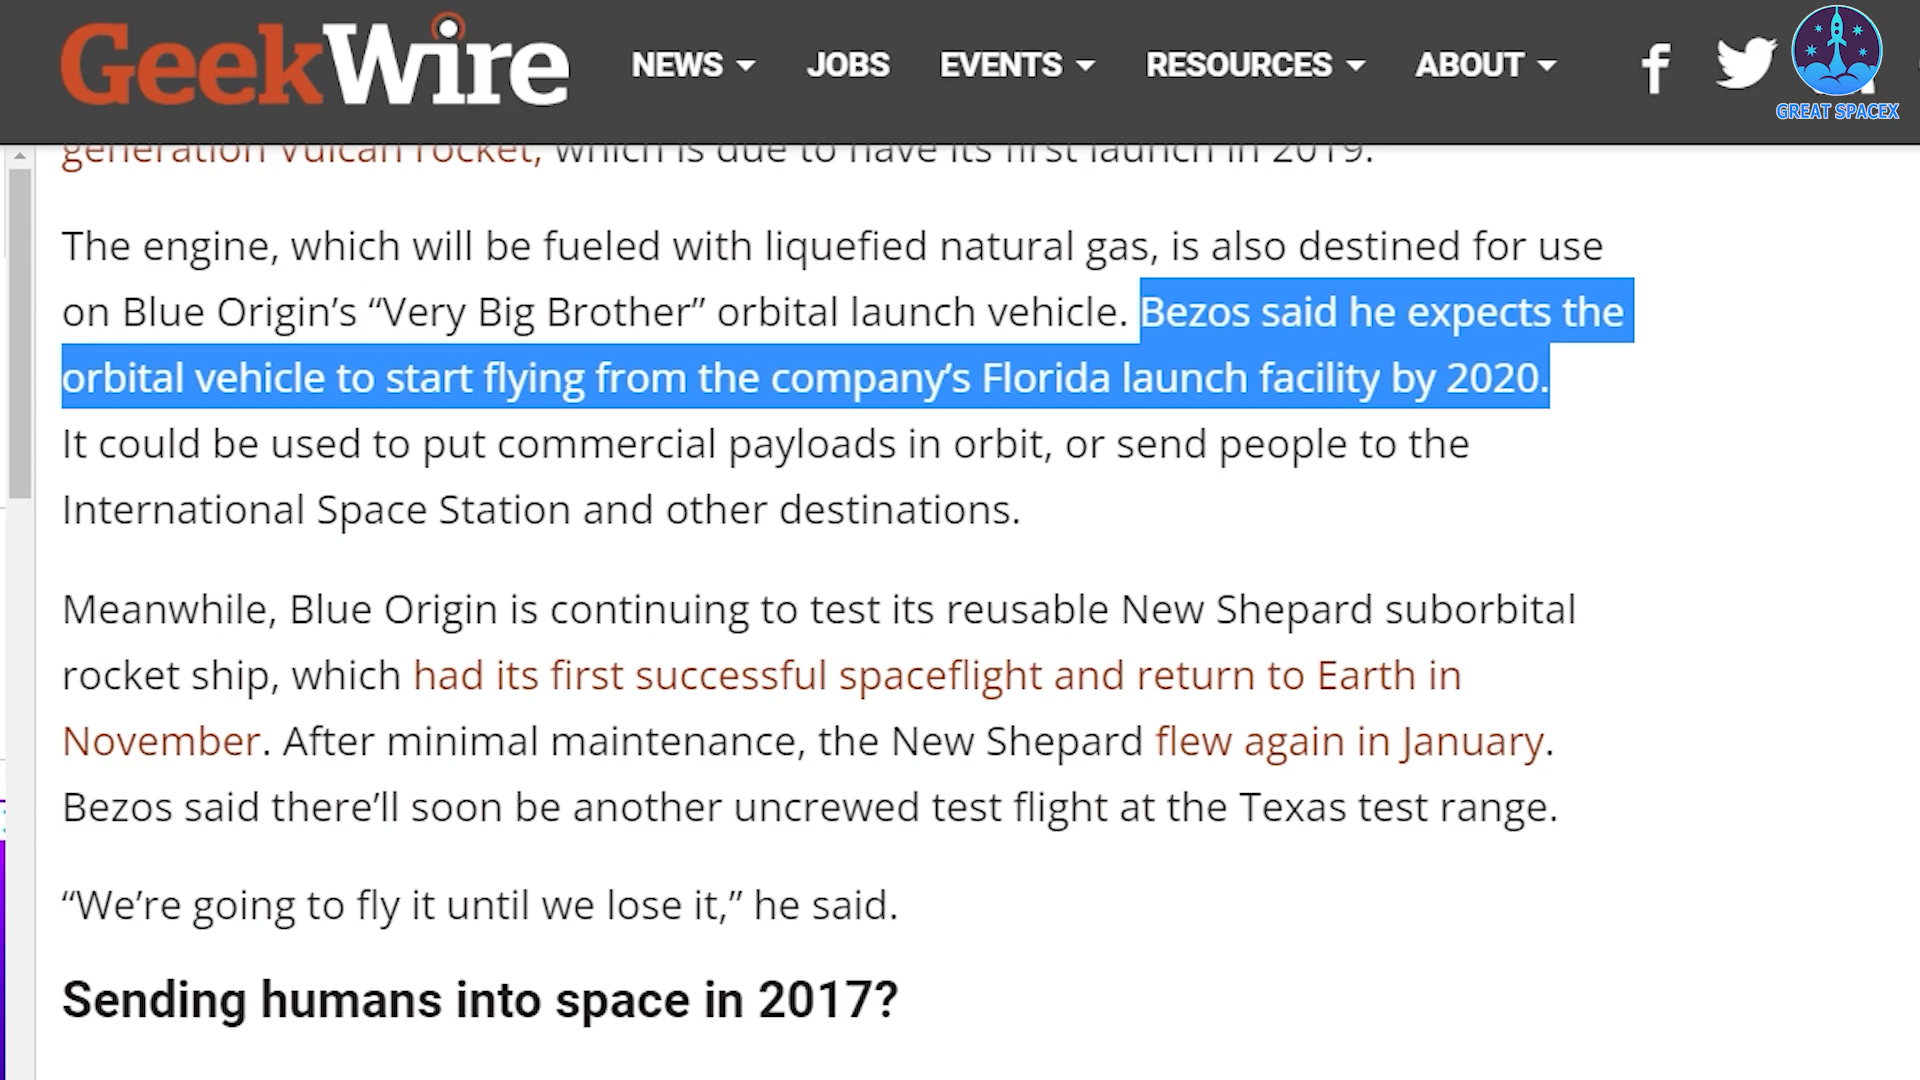 GeekWire
NEWS
JOBS
EVENTS
RESOURCES
ABOUT
GREAT SPACEX
generation Vulcan rocket, which is due to have its first launch in 2019.
The engine, which will be fueled with liquefied natural gas, is also destined for use
on Blue Origin’s “Very Big Brother” orbital launch vehicle. Bezos said he expects the
orbital vehicle to start flying from the company’s Florida launch facility by 2020.
It could be used to put commercial payloads in orbit, or send people to the
International Space Station and other destinations.
Meanwhile, Blue Origin is continuing to test its reusable New Shepard suborbital
rocket ship, which had its first successful spaceflight and return to Earth in
November. After minimal maintenance, the New Shepard flew again in January.
Bezos said there’ll soon be another uncrewed test flight at the Texas test range.
“We’re going to fly it until we lose it,” he said.
Sending humans into space in 2017?